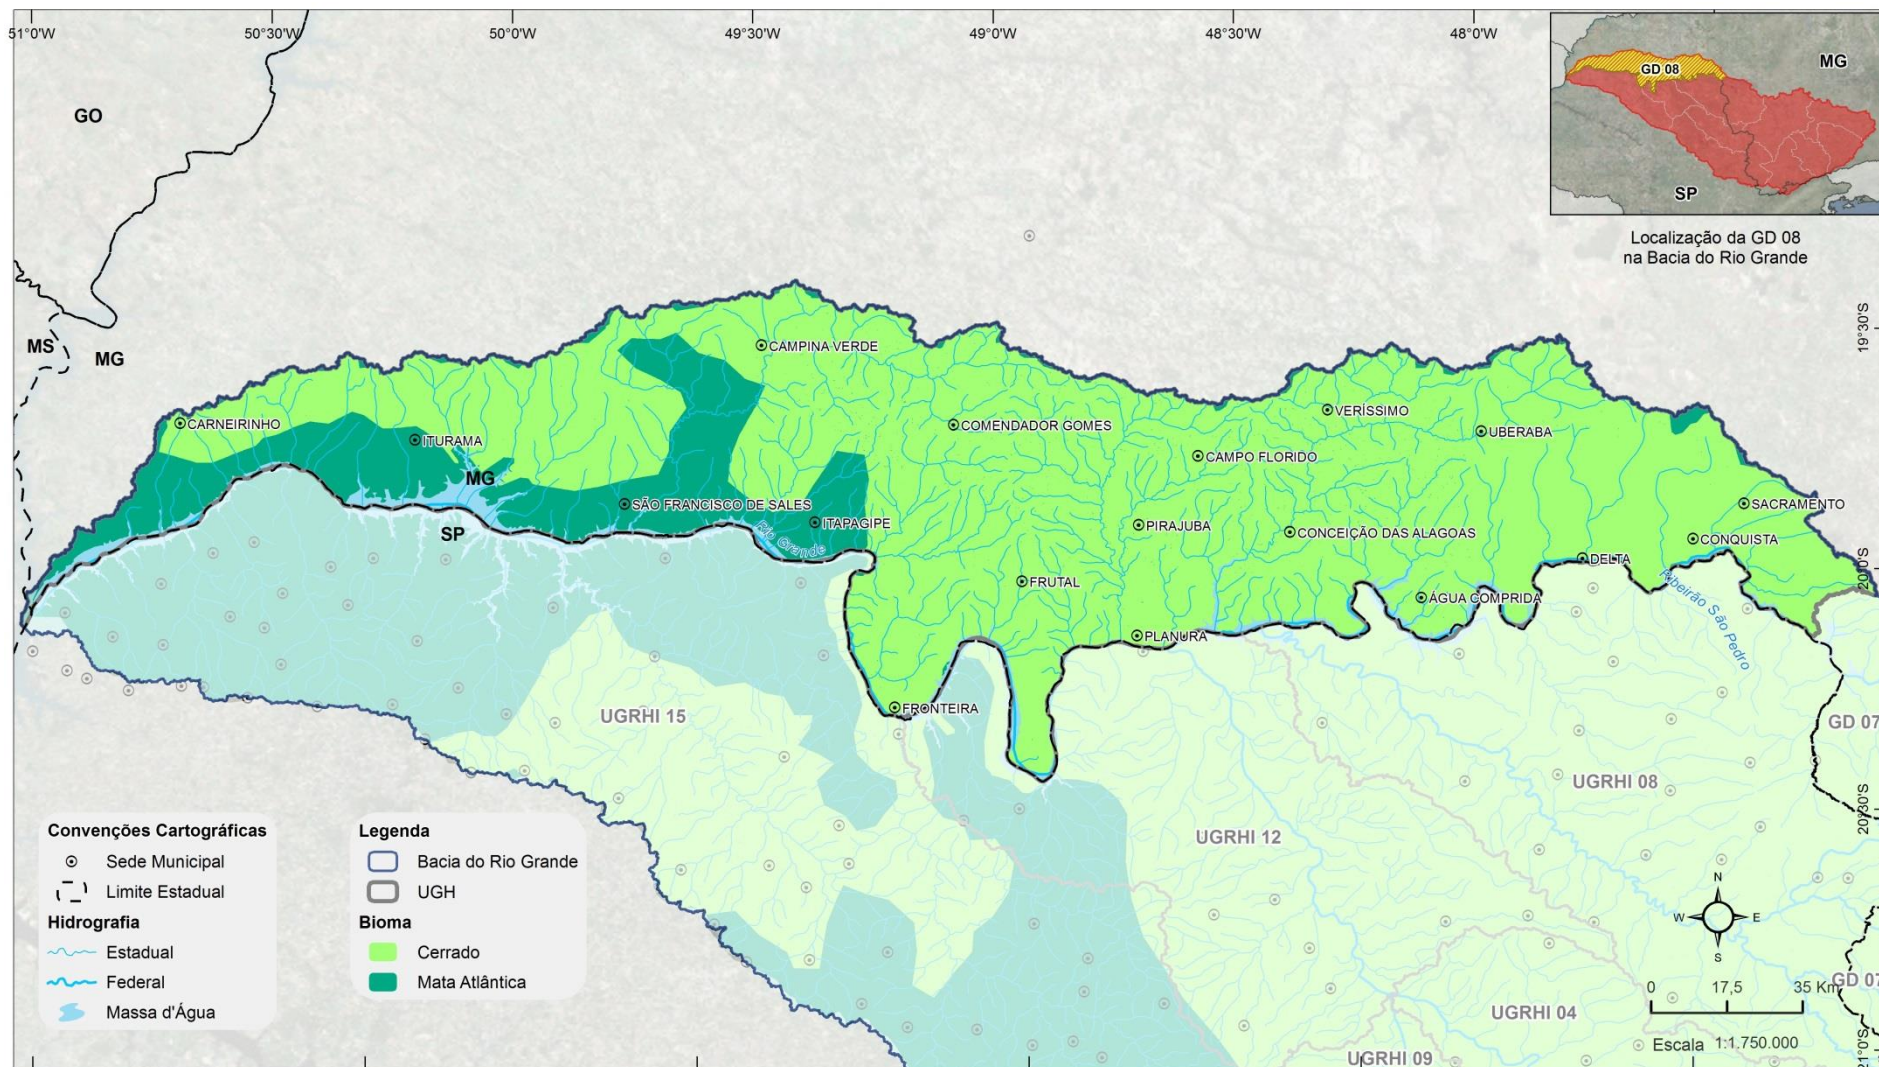 51°0'W
50°30'W
50°0'W
49°30'W
49°0'W
48°30'W
48°0'W
GD 08
MG
SP
Localização da GD 08
na Bacia do Rio Grande
GO
MS
MG
19°30'S
20°0'S
20°30'S
21°0'S
CAMPINA VERDE
CARNEIRINHO
ITURAMA
COMENDADOR GOMES
VERÍSSIMO
UBERABA
CAMPO FLORIDO
MG
SÃO FRANCISCO DE SALES
ITAPAGIPE
SP
Rio Grande
PIRAJUBA
CONCEIÇÃO DAS ALAGOAS
SACRAMENTO
CONQUISTA
DELTA
FRUTAL
ÁGUA COMPRIDA
Ribeirão São Pedro
PLANURA
FRONTEIRA
UGRHI 15
GD 07
UGRHI 08
UGRHI 12
UGRHI 04
UGRHI 09
GD 07
Convenções Cartográficas
Sede Municipal
Limite Estadual
Hidrografia
Estadual
Federal
Massa d'Água
Legenda
Bacia do Rio Grande
UGH
Bioma
Cerrado
Mata Atlântica
N
W
E
S
0 17,5 35 Km
Escala 1:1.750.000